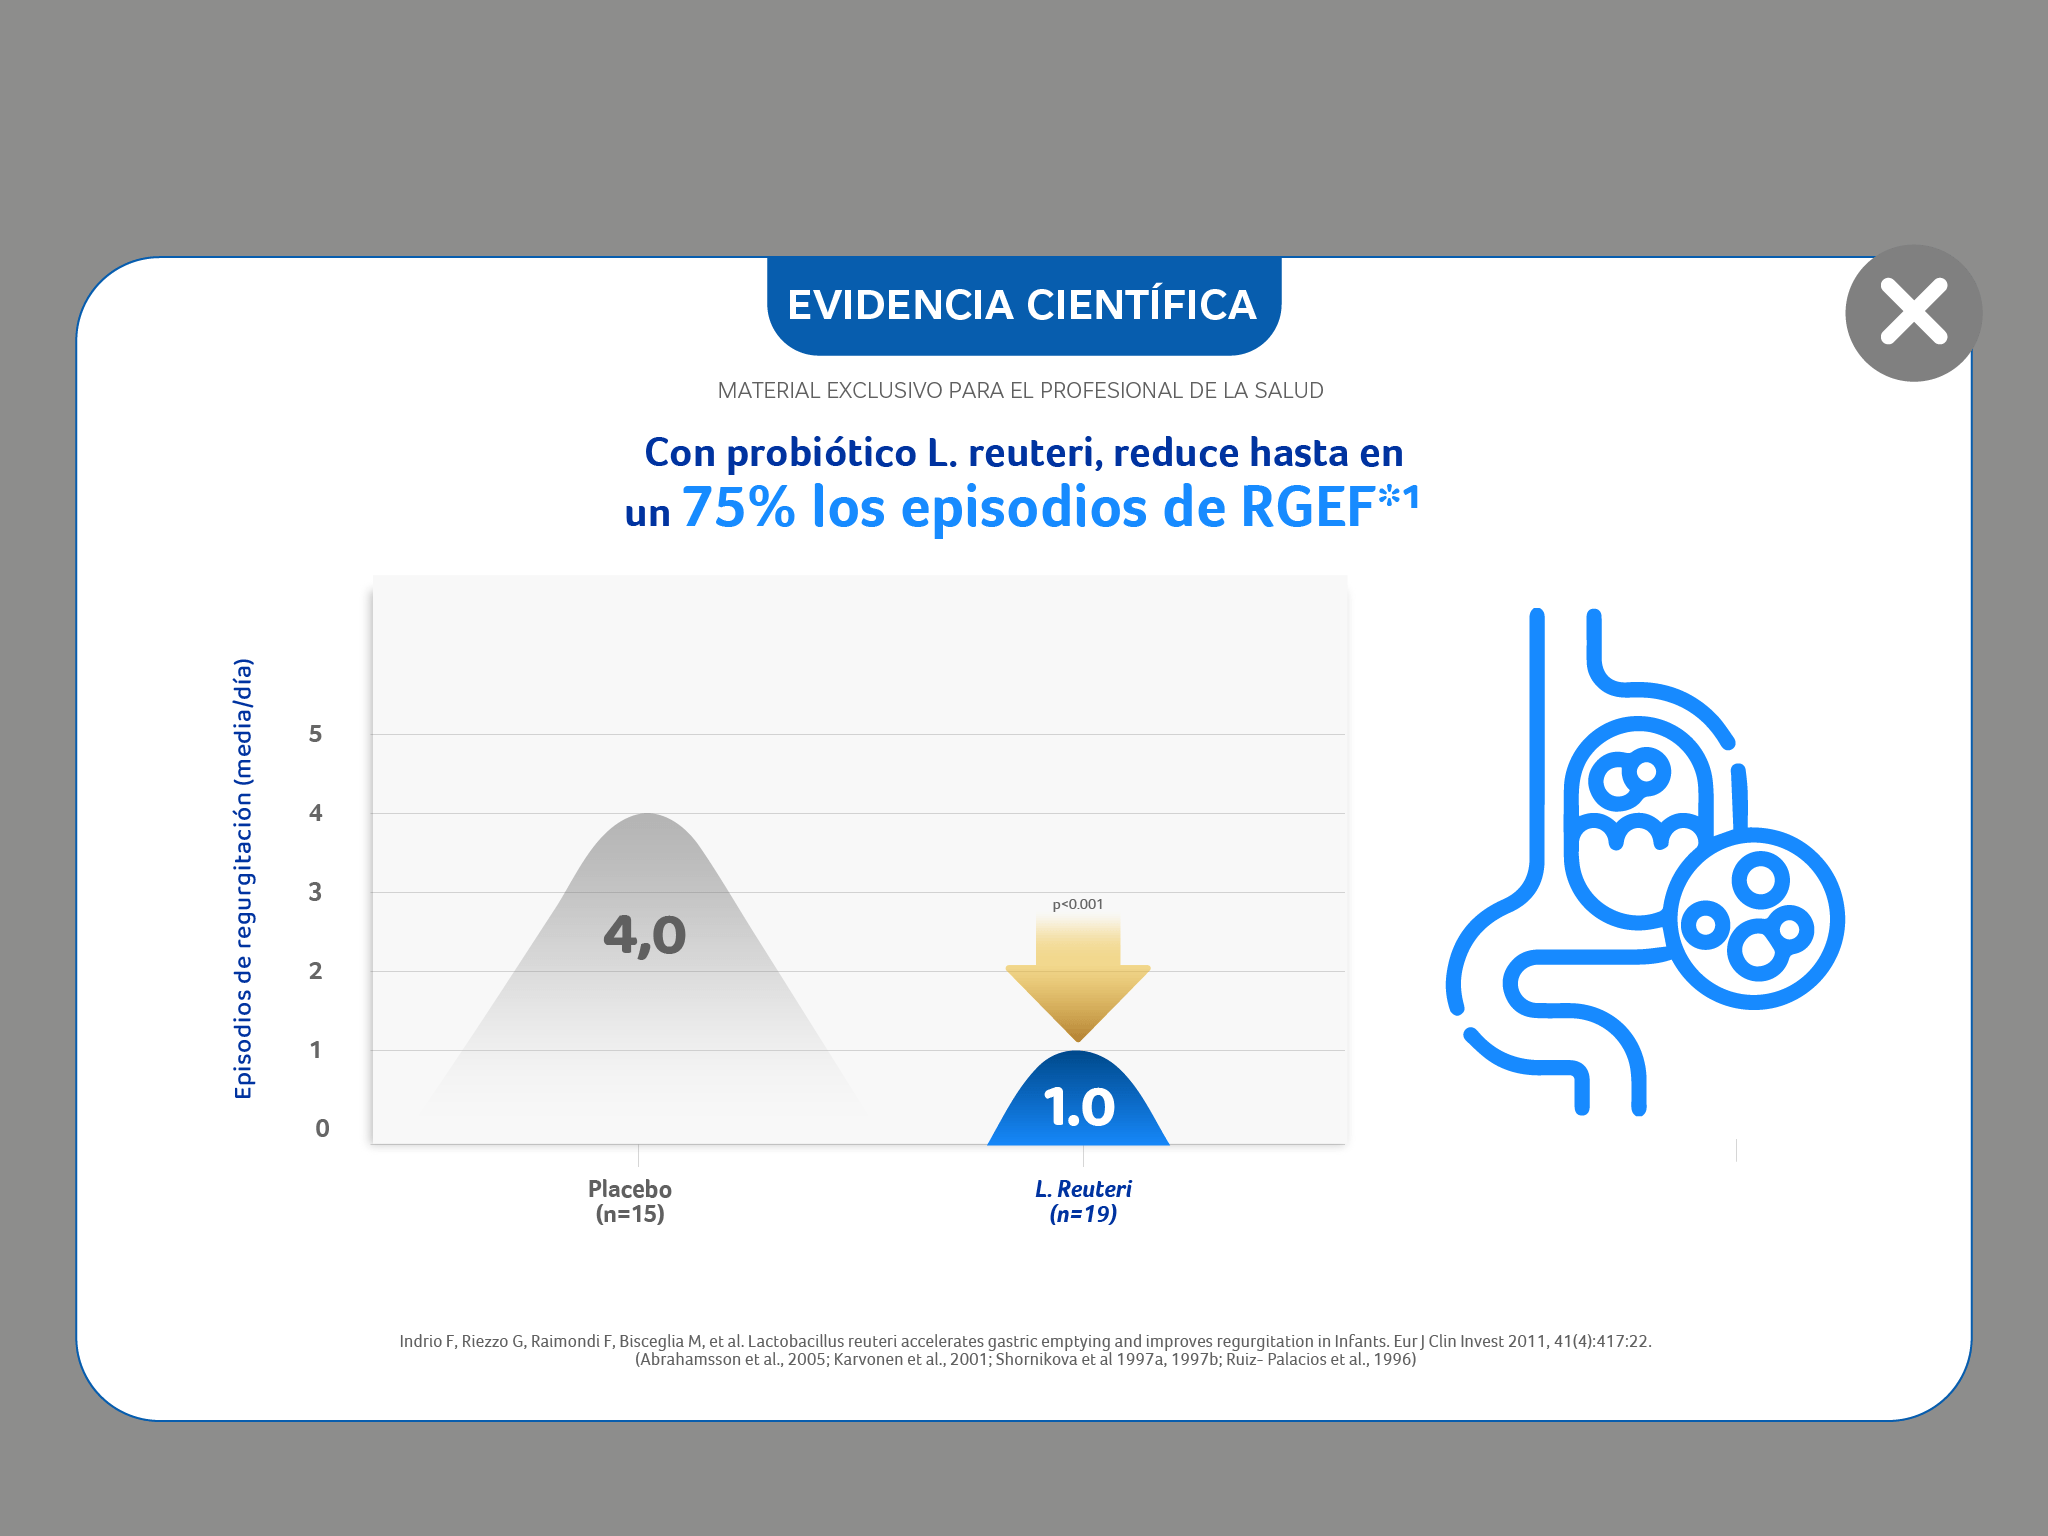 EVIDENCIA CIENTÍFICA
MATERIAL EXCLUSIVO PARA EL PROFESIONAL DE LA SALUD
Con probiótico L. reuteri, reduce hasta en
un 75% los episodios de RGEF*¹
Episodios de regurgitación (media/día)
5
4
3
2
1
0
4,0
p<0.001
1.0
Placebo
(n=15)
L. Reuteri
(n=19)
Indrio F, Riezzo G, Raimondi F, Bisceglia M, et al. Lactobacillus reuteri accelerates gastric emptying and improves regurgitation in Infants. Eur J Clin Invest 2011, 41(4):417:22.
(Abrahamsson et al., 2005; Karvonen et al., 2001; Shornikova et al 1997a, 1997b; Ruiz- Palacios et al., 1996)